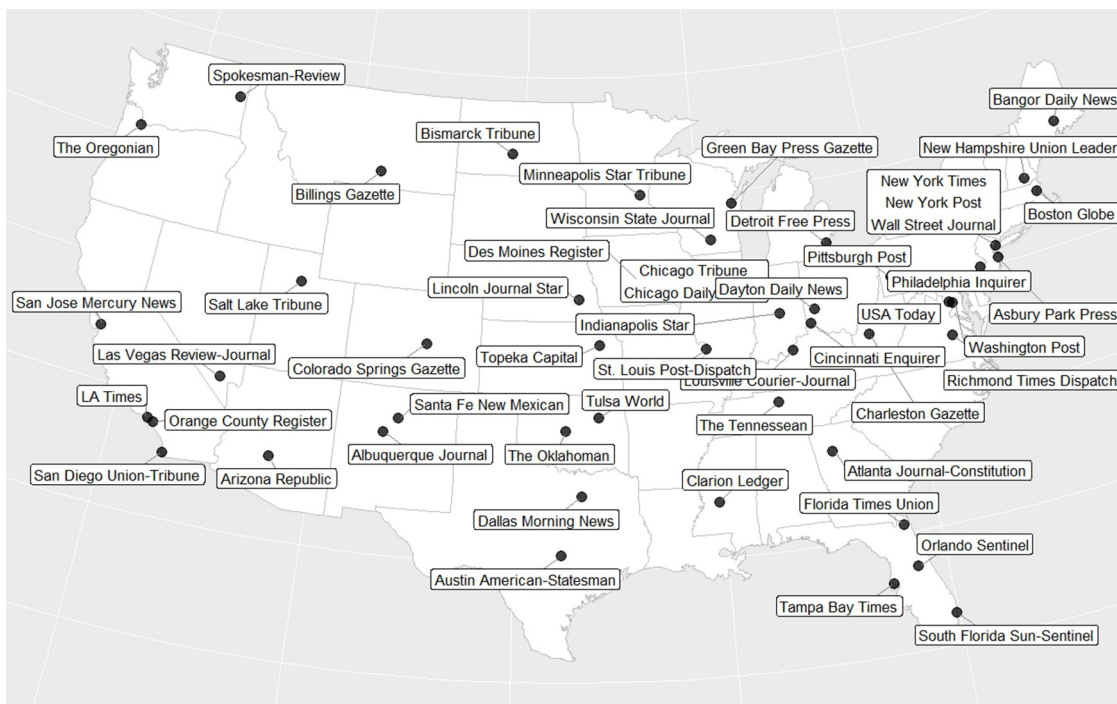 Spokesman-Review
Bangor Daily News
The Oregonian
Bismarck Tribune
Green Bay Press Gazette
New Hampshire Union Leader
Minneapolis Star Tribune
New York Times
Billings Gazette
New York Post
Wisconsin State Journal
Detroit Free Press
Wall Street Journal
Boston Globe
Des Moines Register
Pittsburgh Post
Chicago Tribune
Lincoln Journal Star
Chicago Daily
Dayton Daily News
Philadelphia Inquirer
San Jose Mercury News
Salt Lake Tribune
Indianapolis Star
USA Today
Asbury Park Press
Las Vegas Review-Journal
Topeka Capital
Cincinnati Enquirer
Washington Post
Colorado Springs Gazette
St. Louis Post-Dispatch
Louisville Courier-Journal
Richmond Times Dispatch
LA Times
Santa Fe New Mexican
Tulsa World
Orange County Register
The Tennessean
Charleston Gazette
Albuquerque Journal
The Oklahoman
San Diego Union-Tribune
Arizona Republic
Atlanta Journal-Constitution
Clarion Ledger
Florida Times Union
Dallas Morning News
Orlando Sentinel
Austin American-Statesman
Tampa Bay Times
South Florida Sun-Sentinel